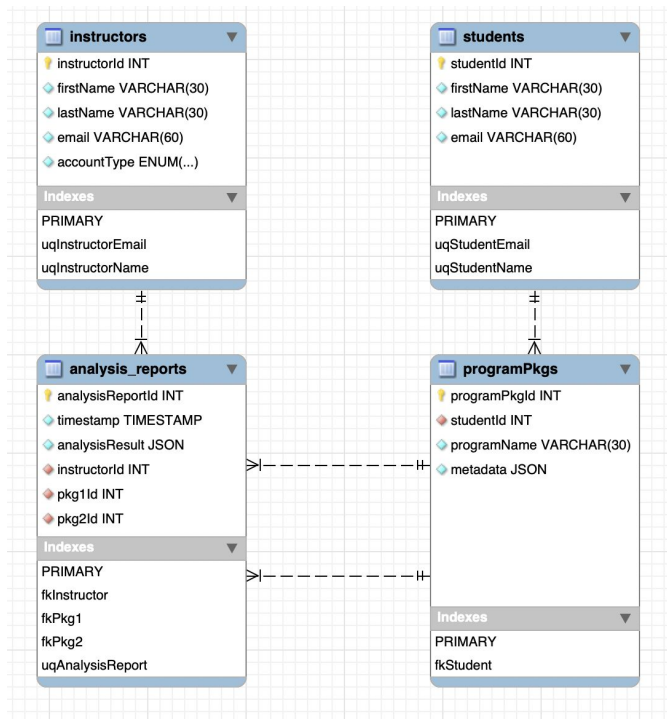 instructors
instructorId INT
firstName VARCHAR(30)
lastName VARCHAR(30)
email VARCHAR(60)
accountType ENUM(...)
Indexes
PRIMARY
uqInstructorEmail
uqInstructorName
students
studentId INT
firstName VARCHAR(30)
lastName VARCHAR(30)
email VARCHAR(60)
Indexes
PRIMARY
uqStudentEmail
uqStudentName
analysis_reports
analysisReportId INT
timestamp TIMESTAMP
analysisResult JSON
instructorId INT
pkg1Id INT
pkg2Id INT
Indexes
PRIMARY
fkInstructor
fkPkg1
fkPkg2
uqAnalysisReport
programPkgs
programPkgId INT
studentId INT
programName VARCHAR(30)
metadata JSON
Indexes
PRIMARY
fkStudent